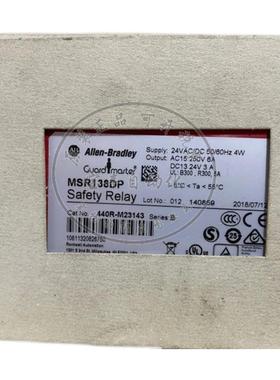 Allen-Bradley
Guardmaster
MSR138DP
Safety Relay
Cat No. 440R-M23143 Series B
Supply: 24VAC/DC 50/60Hz 4W
Output: AC15 250V 6A
DC13 24V 3 A
UL: B300, R300, 5A
-5°C < Ta < 55°C
Lot No: 012 140859 2018/07/12
Rockwell Automation